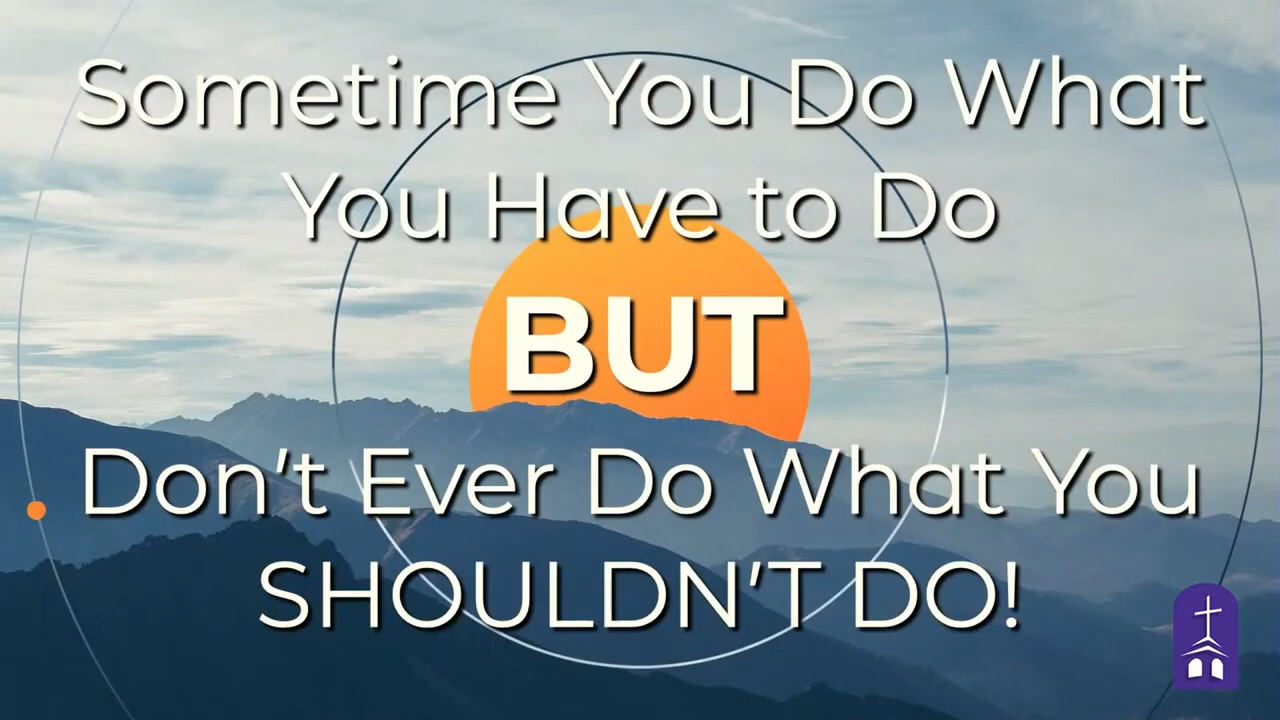 Sometime You Do What
You Have to Do
BUT
Don't Ever Do What You
SHOULDN'T DO!